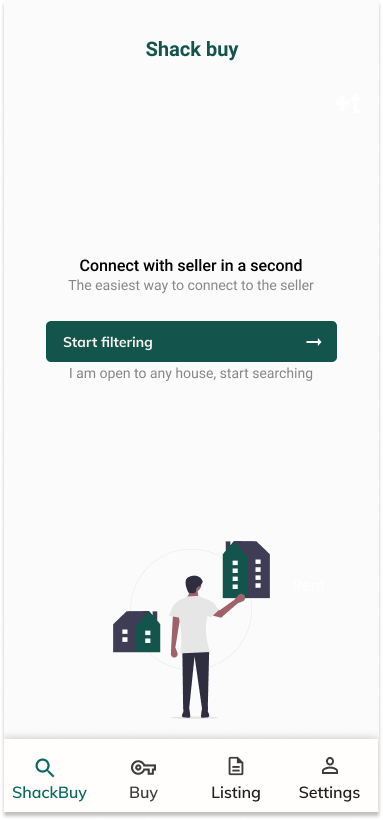 Shack buy
+t
Connect with seller in a second
The easiest way to connect to the seller
Start filtering
I am open to any house, start searching
ShackBuy
Buy
Listing
Settings